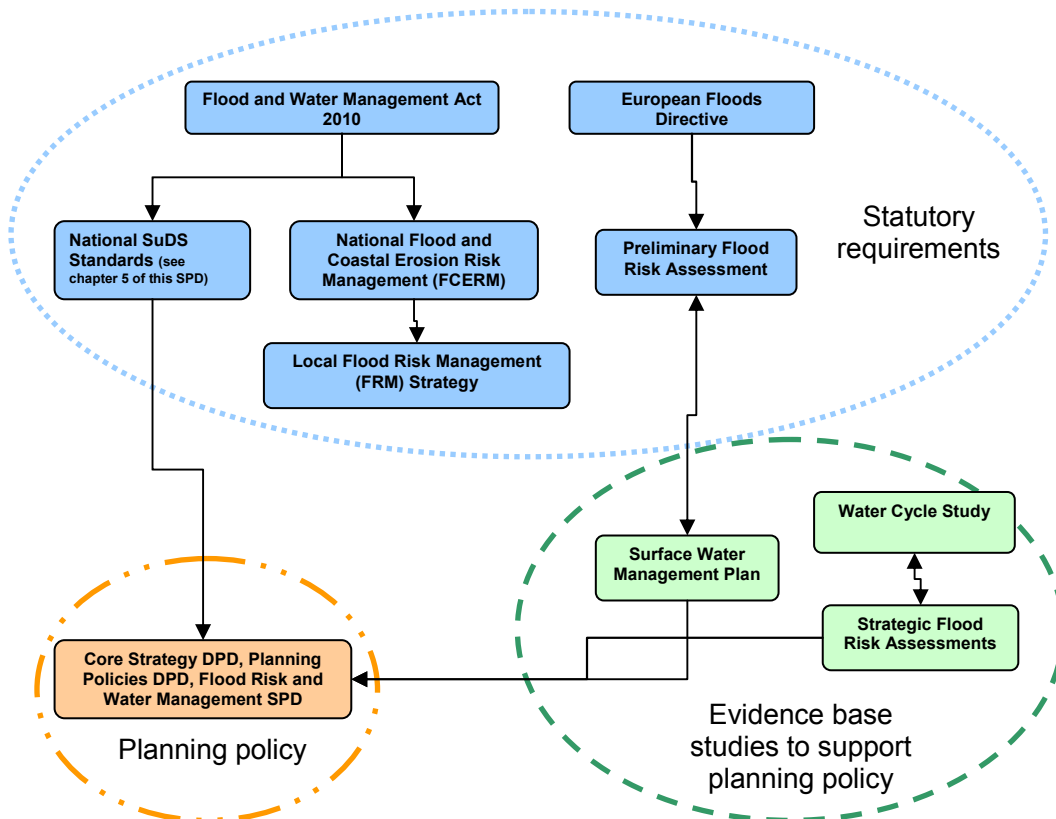 Flood and Water Management Act
2010
European Floods
Directive
National SuDS
Standards (see
chapter 5 of this SPD)
National Flood and
Coastal Erosion Risk
Management (FCERM)
Preliminary Flood
Risk Assessment
Statutory
requirements
Local Flood Risk Management
(FRM) Strategy
Water Cycle Study
Surface Water
Management Plan
Strategic Flood
Risk Assessments
Core Strategy DPD, Planning
Policies DPD, Flood Risk and
Water Management SPD
Planning policy
Evidence base
studies to support
planning policy